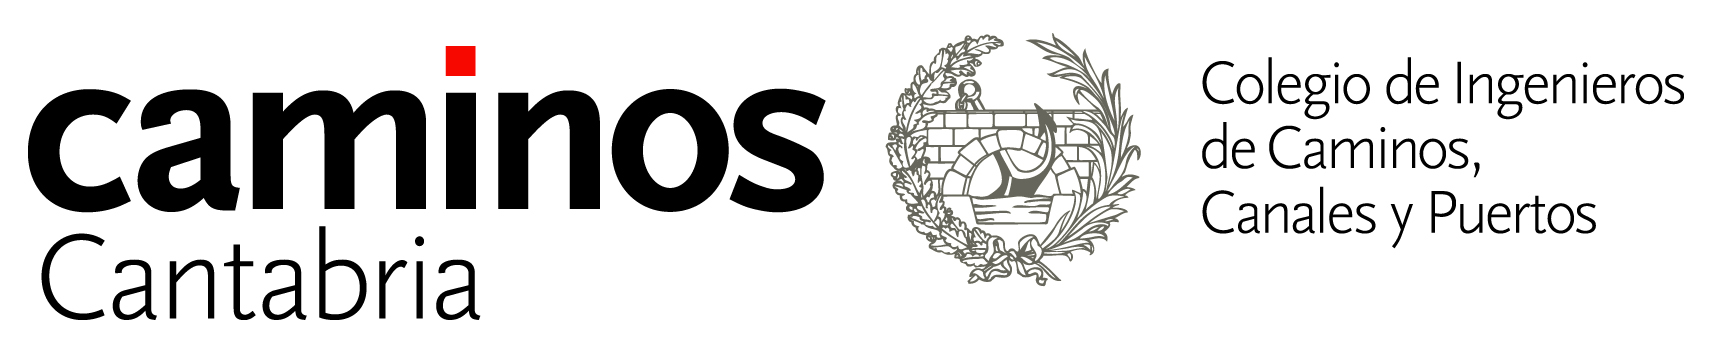 caminos
Cantabria
Colegio de Ingenieros
de Caminos,
Canales y Puertos